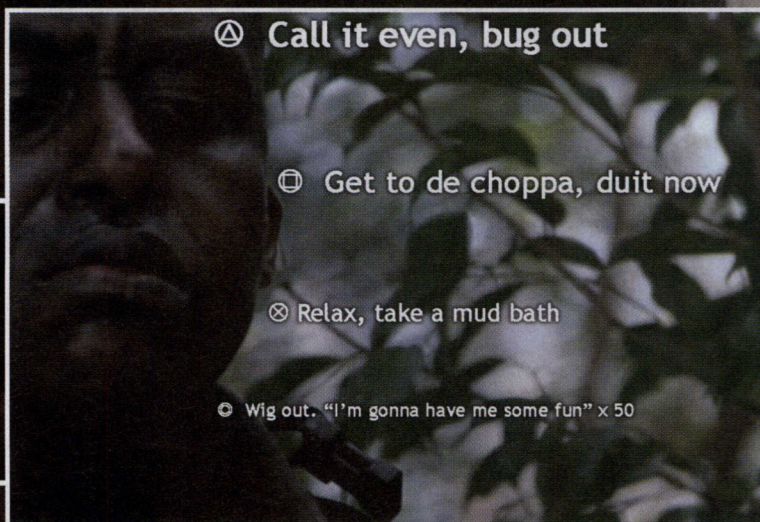 Call it even, bug out
Get to de choppa, duit now
Relax, take a mud bath
Wig out. “I’m gonna have me some fun” x 50